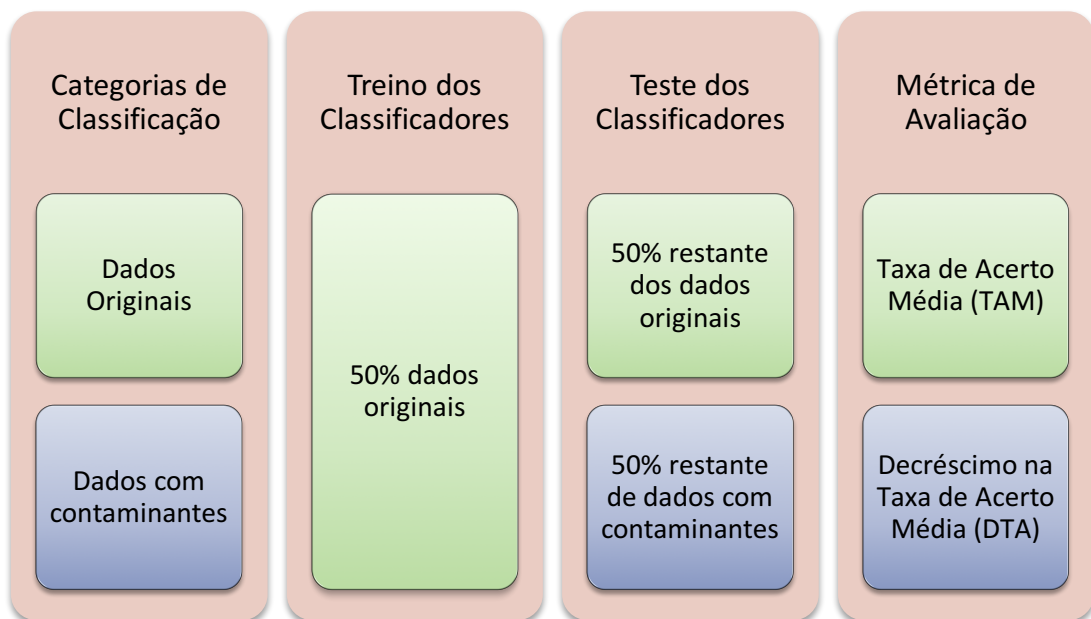 Categorias de
Classificação
Dados
Originais
Dados com
contaminantes
Treino dos
Classificadores
50% dados
originais
Teste dos
Classificadores
50% restante
dos dados
originais
50% restante
de dados com
contaminantes
Métrica de
Avaliação
Taxa de Acerto
Média (TAM)
Decréscimo na
Taxa de Acerto
Média (DTA)